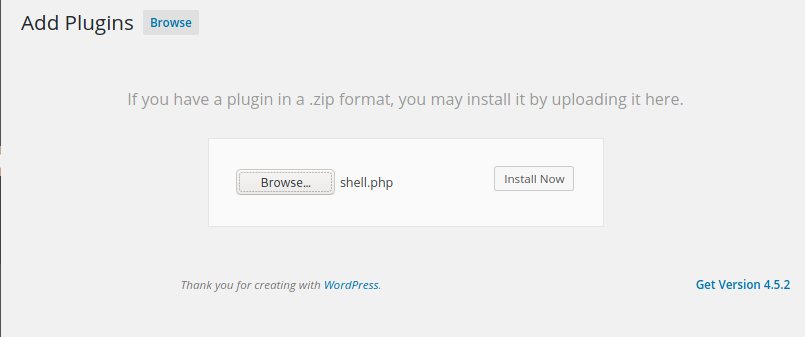 Add Plugins Browse
If you have a plugin in a .zip format, you may install it by uploading it here.
Browse... shell.php Install Now
Thank you for creating with WordPress. Get Version 4.5.2